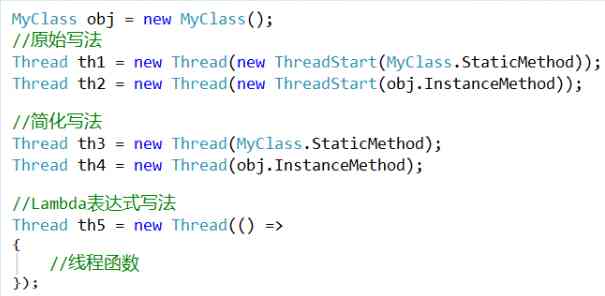 MyClass obj = new MyClass();
//原始写法
Thread th1 = new Thread(new ThreadStart(MyClass.StaticMethod));
Thread th2 = new Thread(new ThreadStart(obj.InstanceMethod));
//简化写法
Thread th3 = new Thread(MyClass.StaticMethod);
Thread th4 = new Thread(obj.InstanceMethod);
//Lambda表达式写法
Thread th5 = new Thread(() =>
{
//线程函数
});